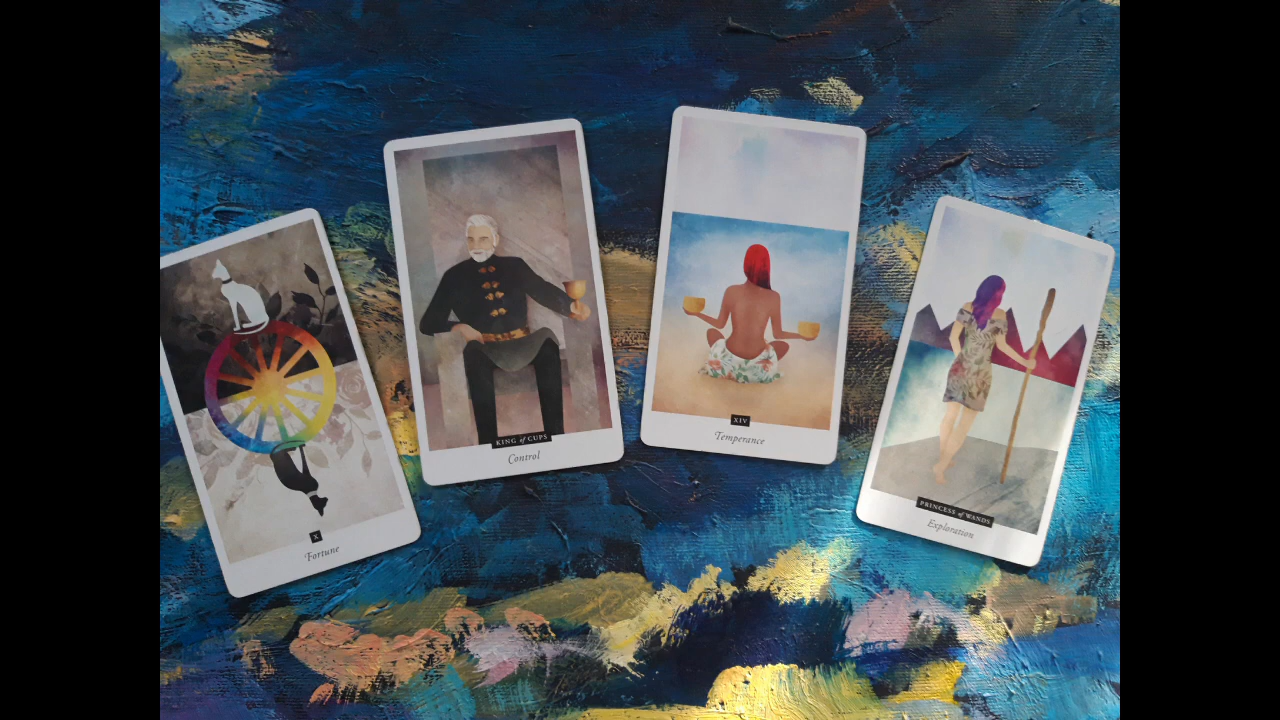 X
Fortune
KING of CUPS
Control
XIV
Temperance
PRINCESS of WANDS
Exploration